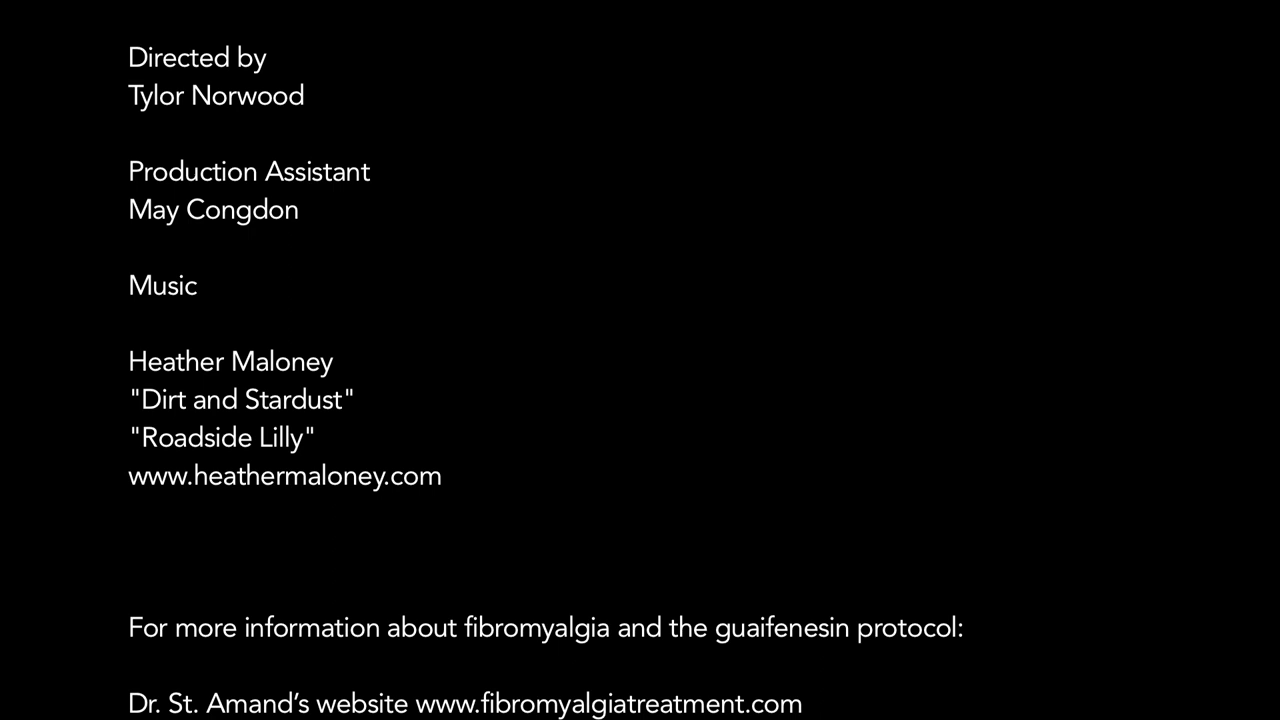 Directed by
Tylor Norwood
Production Assistant
May Congdon
Music
Heather Maloney
"Dirt and Stardust"
"Roadside Lilly"
www.heathermaloney.com
For more information about fibromyalgia and the guaifenesin protocol:
Dr. St. Amand’s website www.fibromyalgiatreatment.com